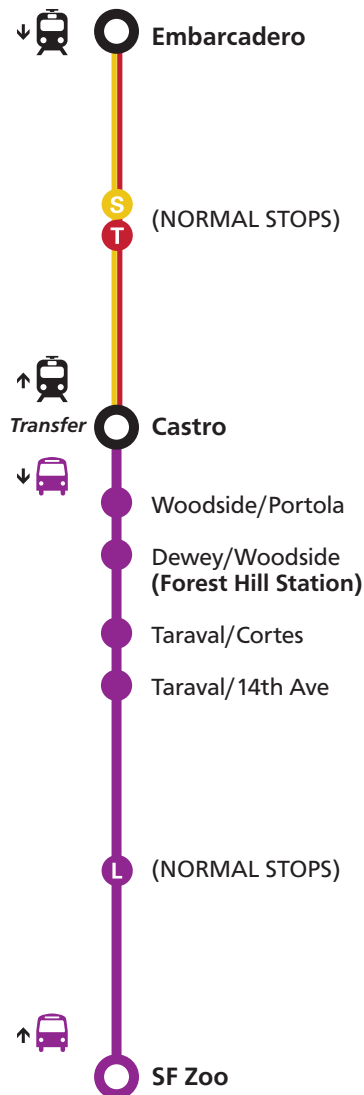 Embarcadero
S
(NORMAL STOPS)
T
Transfer
Castro
Woodside/Portola
Dewey/Woodside
(Forest Hill Station)
Taraval/Cortes
Taraval/14th Ave
L
(NORMAL STOPS)
SF Zoo